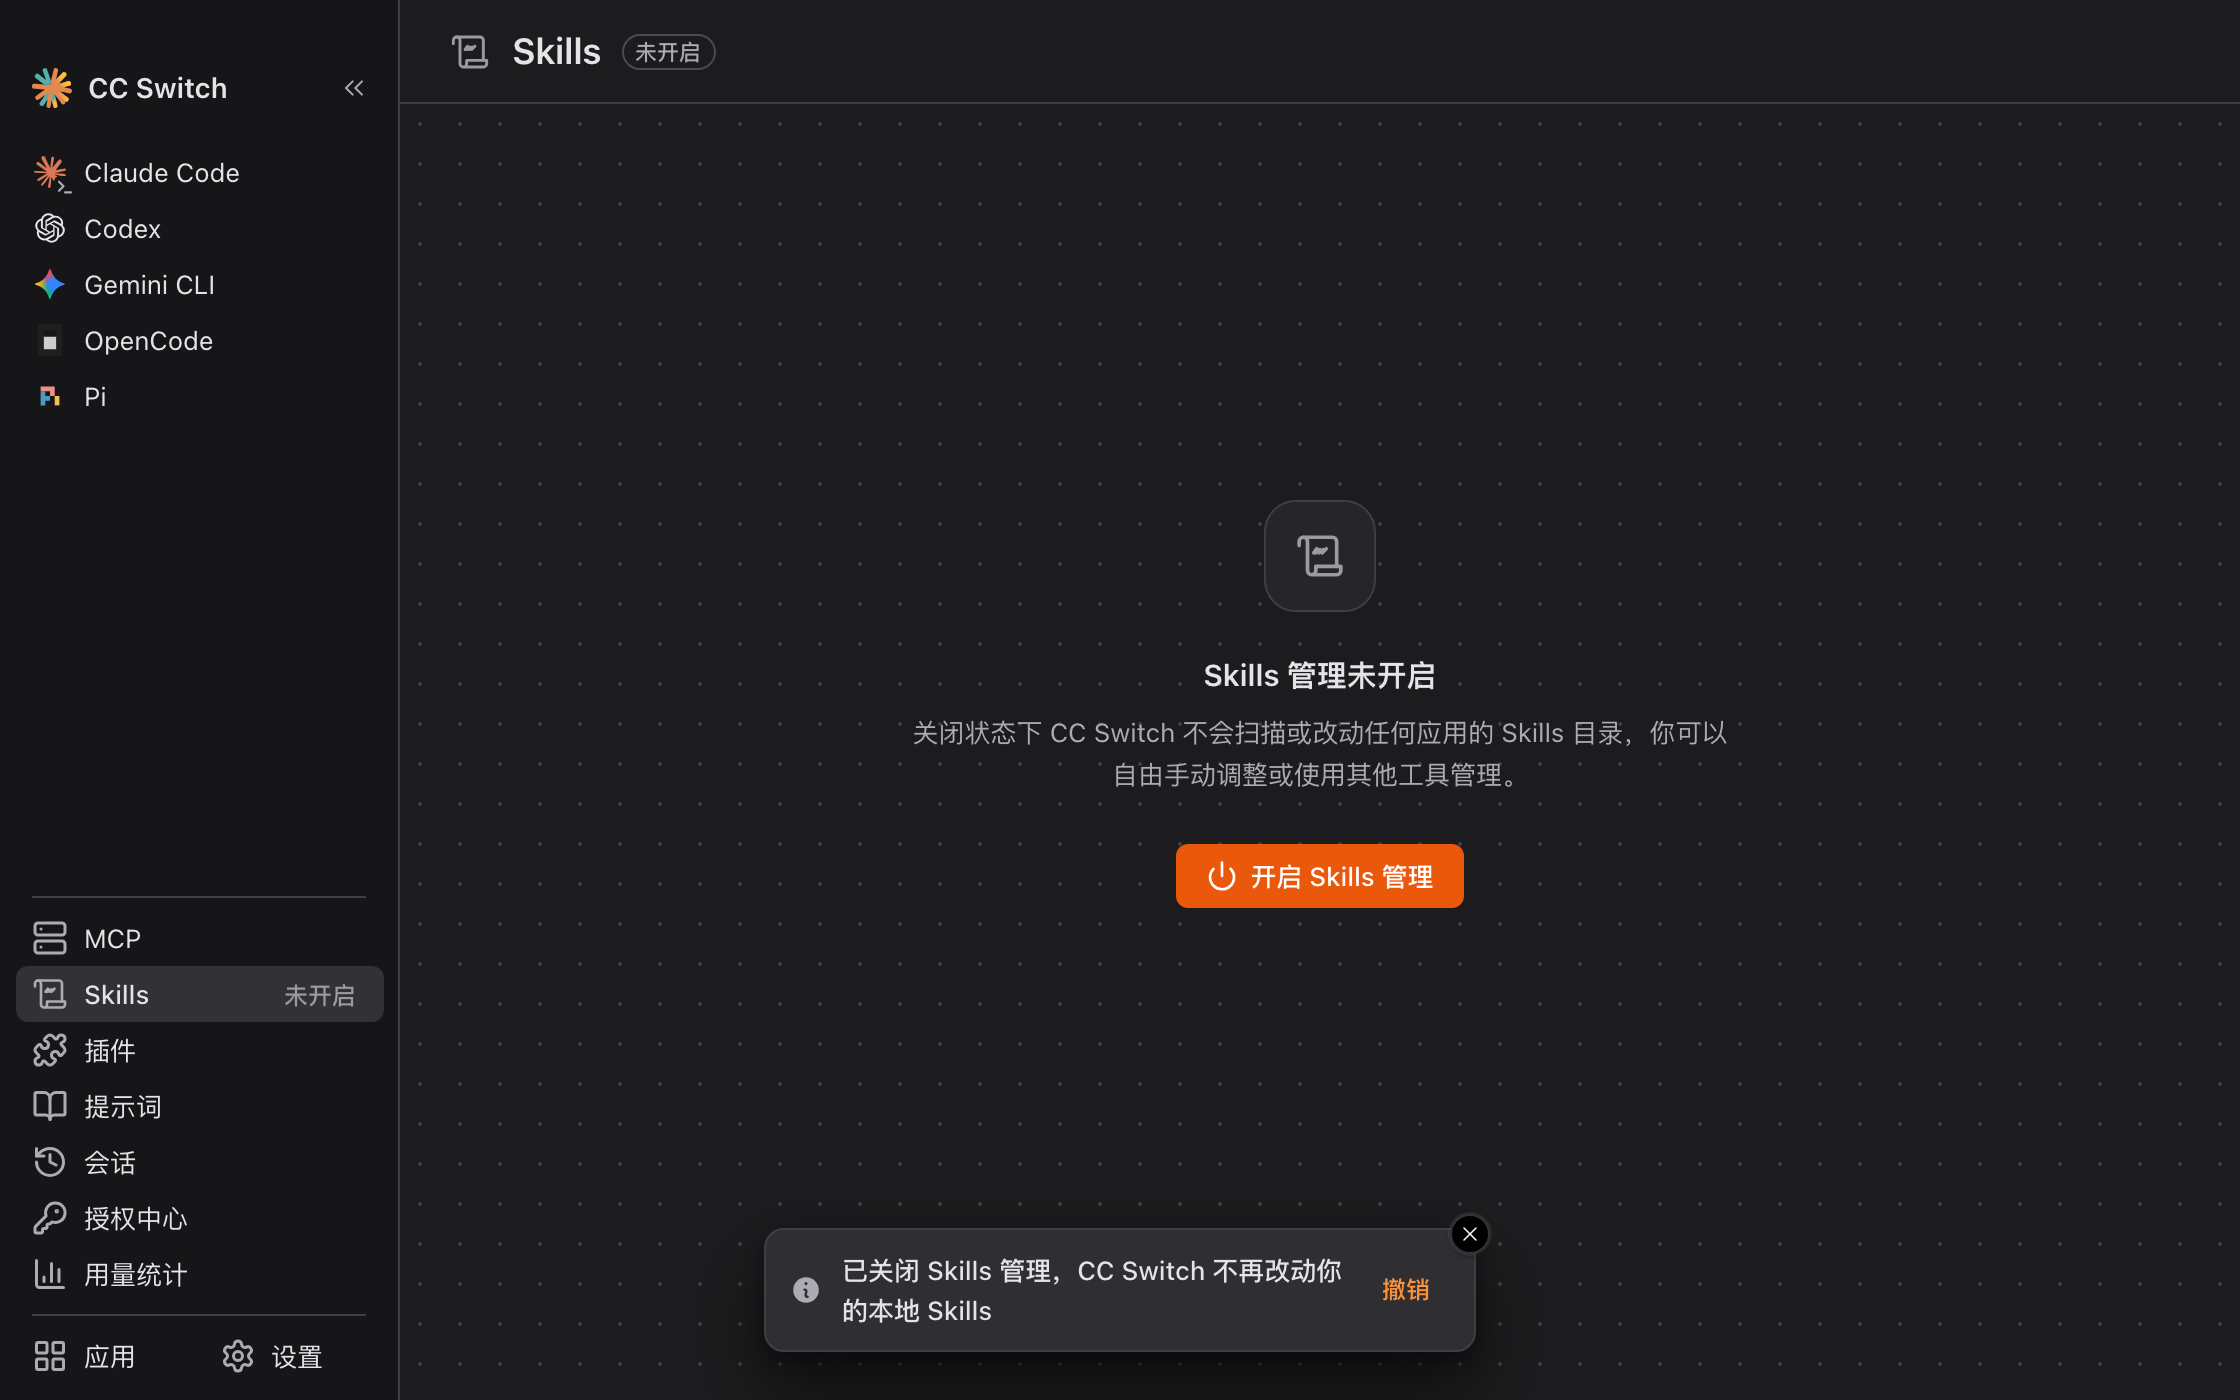 CC Switch
Claude Code
Codex
Gemini CLI
OpenCode
Pi
MCP
Skills 未开启
插件
提示词
会话
授权中心
用量统计
应用 设置
Skills 未开启
Skills 管理未开启
关闭状态下 CC Switch 不会扫描或改动任何应用的 Skills 目录，你可以
自由手动调整或使用其他工具管理。
开启 Skills 管理
已关闭 Skills 管理，CC Switch 不再改动你
的本地 Skills
撤销